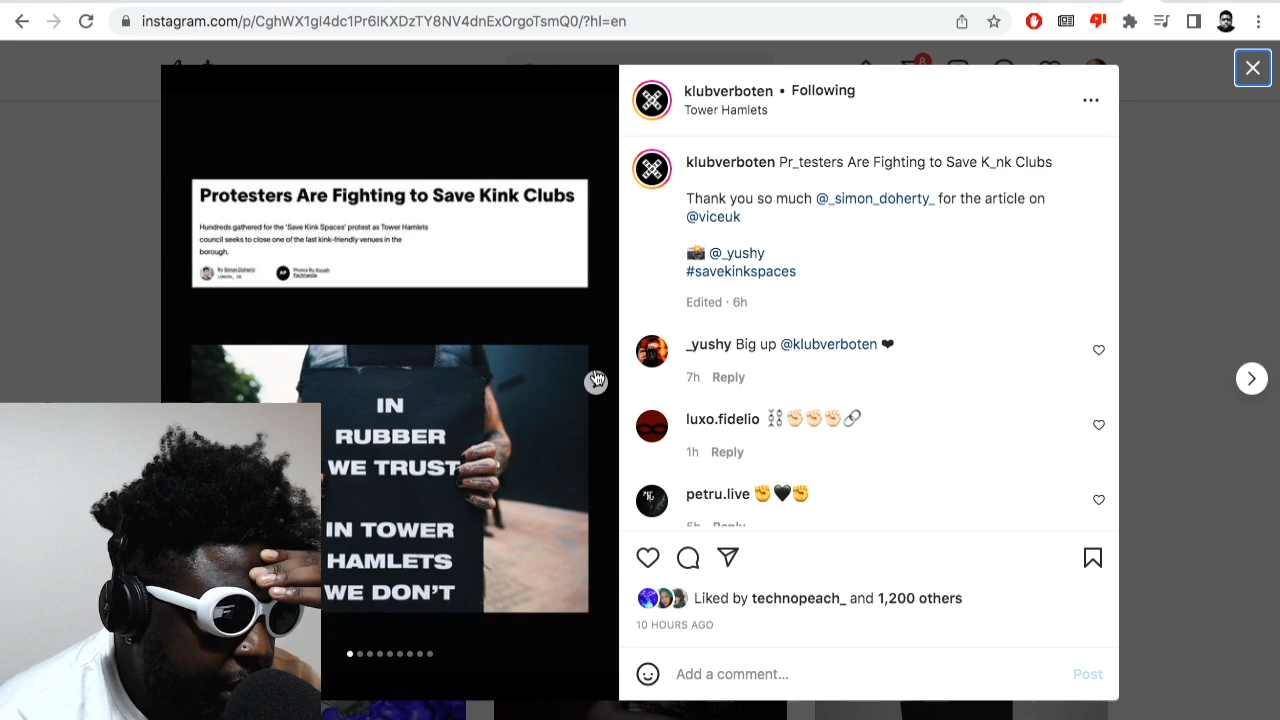 instagram.com/p/CghWX1gI4dc1Pr6lKXDzTY8NV4dnExOrgoTsmQ0/?hl=en
8
klubverboten • Following
Tower Hamlets
Protesters Are Fighting to Save Kink Clubs
Hundreds gathered for the 'Save Kink Spaces' protest as Tower Hamlets
council seeks to close one of the last kink-friendly venues in the
borough.
By Simon Doherty
LONDON, UK
AP
Photos By Aiyush
Pachnanda
IN
RUBBER
WE TRUST
IN TOWER
HAMLETS
WE DON'T
klubverboten Pr_testers Are Fighting to Save K_nk Clubs
Thank you so much @_simon_doherty_ for the article on
@viceuk
📸 @_yushy
#savekinkspaces
Edited · 6h
_yushy Big up @klubverboten ❤
7h Reply
luxo.fidelio ⛓✊🏻✊🏻✊🏻🔗
1h Reply
petru.live ✊🖤✊
5h Reply
Liked by technopeach_ and 1,200 others
10 HOURS AGO
Add a comment...
Post